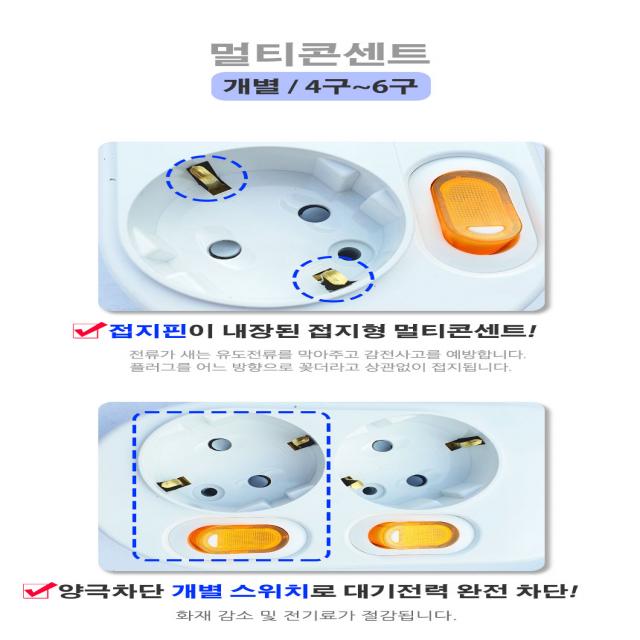 멀티콘센트
개별 / 4구~6구
접지핀이 내장된 접지형 멀티콘센트!
전류가 새는 유도전류를 막아주고 감전사고를 예방합니다.
플러그를 어느 방향으로 꽃더라고 상관없이 접지됩니다.
양극차단 개별 스위치로 대기전력 완전 차단!
화재 감소 및 전기료가 절감됩니다.